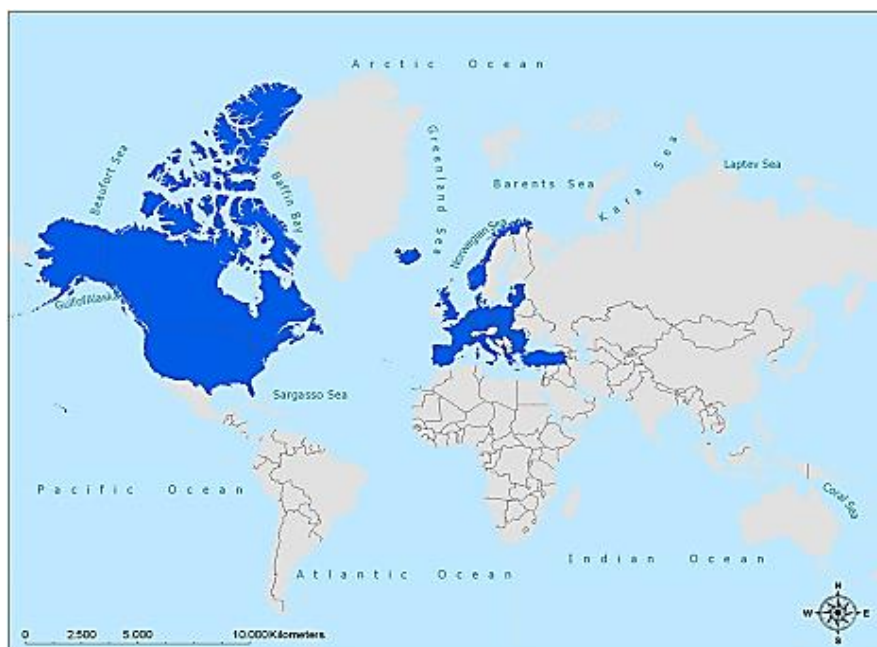 Arctic Ocean
Beaufort Sea
Baffin Bay
Greenland Sea
Barents Sea
Kara Sea
Laptev Sea
Norwegian Sea
Gulf of Alaska
Sargasso Sea
Pacific Ocean
Coral Sea
Indian Ocean
Atlantic Ocean
N
W E
S
0 2.500 5.000 10.000 Kilometers